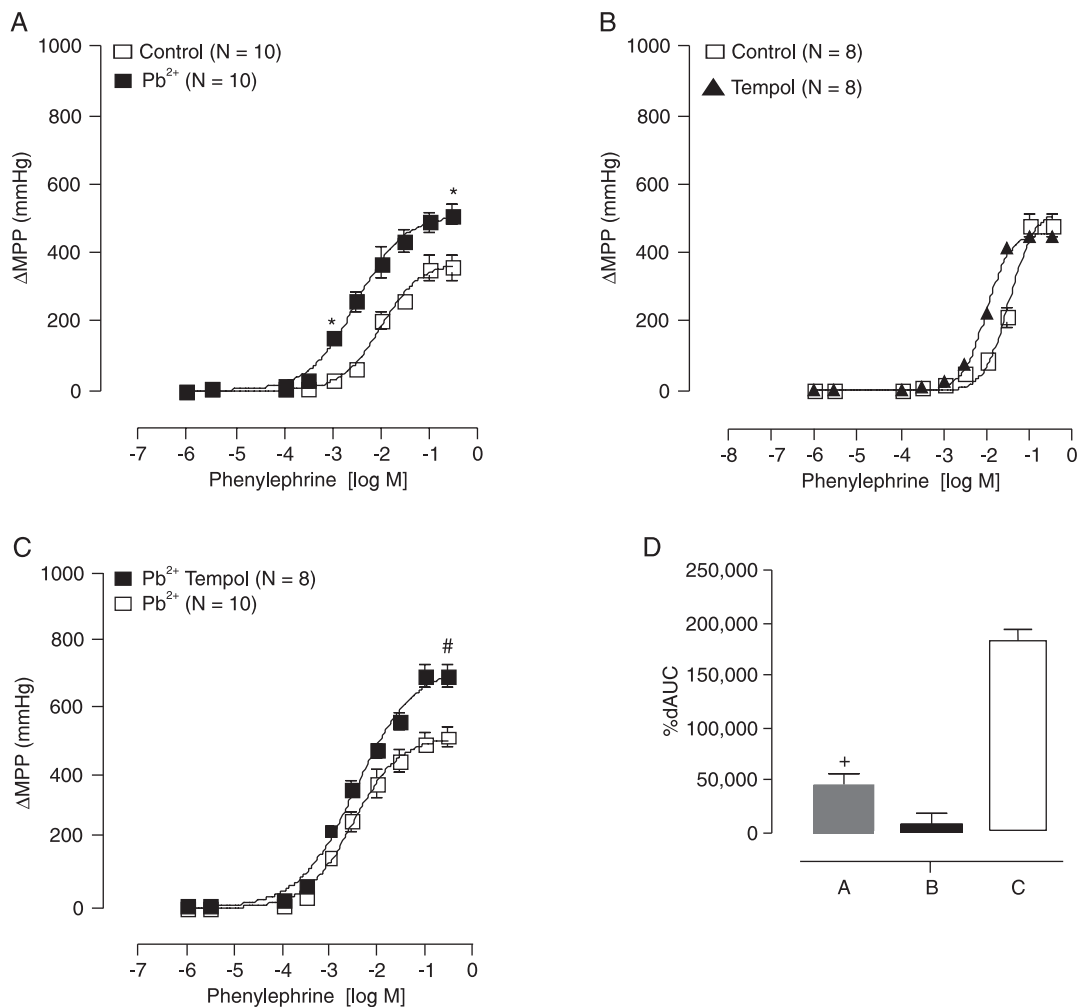 A
1000
800
600
400
200
0
ΔMPP (mmHg)
Control (N = 10)
Pb²⁺ (N = 10)
*
*
-7 -6 -5 -4 -3 -2 -1 0
Phenylephrine [log M]
B
1000
800
600
400
200
0
ΔMPP (mmHg)
Control (N = 8)
Tempol (N = 8)
-8 -7 -6 -5 -4 -3 -2 -1 0
Phenylephrine [log M]
C
1000
800
600
400
200
0
ΔMPP (mmHg)
Pb²⁺ Tempol (N = 8)
Pb²⁺ (N = 10)
#
-7 -6 -5 -4 -3 -2 -1 0
Phenylephrine [log M]
D
250,000
200,000
150,000
100,000
50,000
0
%dAUC
+
A B C